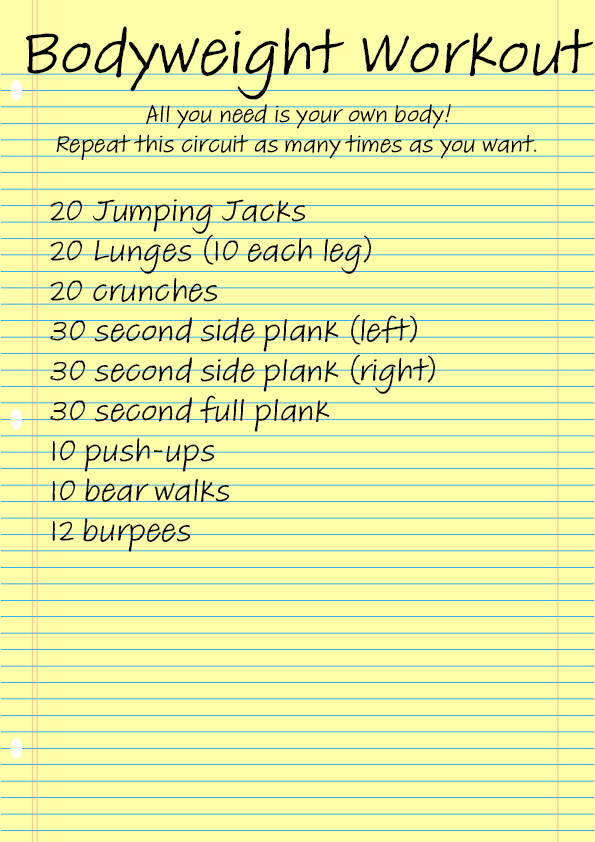 Bodyweight Workout
All you need is your own body!
Repeat this circuit as many times as you want.
20 Jumping Jacks
20 Lunges (10 each leg)
20 crunches
30 second side plank (left)
30 second side plank (right)
30 second full plank
10 push-ups
10 bear walks
12 burpees